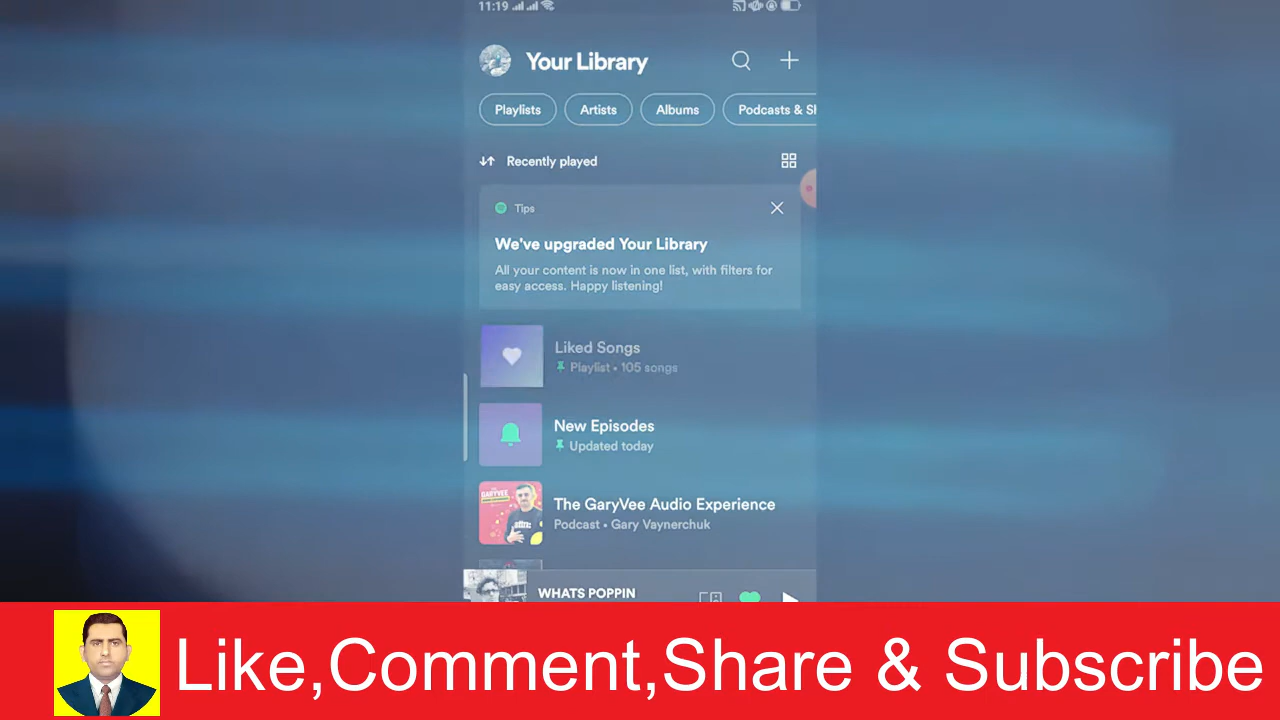 11:19
Your Library
Playlists Artists Albums Podcasts & Sh
Recently played
Tips
We've upgraded Your Library
All your content is now in one list, with filters for
easy access. Happy listening!
Liked Songs
Playlist • 105 songs
New Episodes
Updated today
The GaryVee Audio Experience
Podcast • Gary Vaynerchuk
WHATS POPPIN
Like,Comment,Share & Subscribe